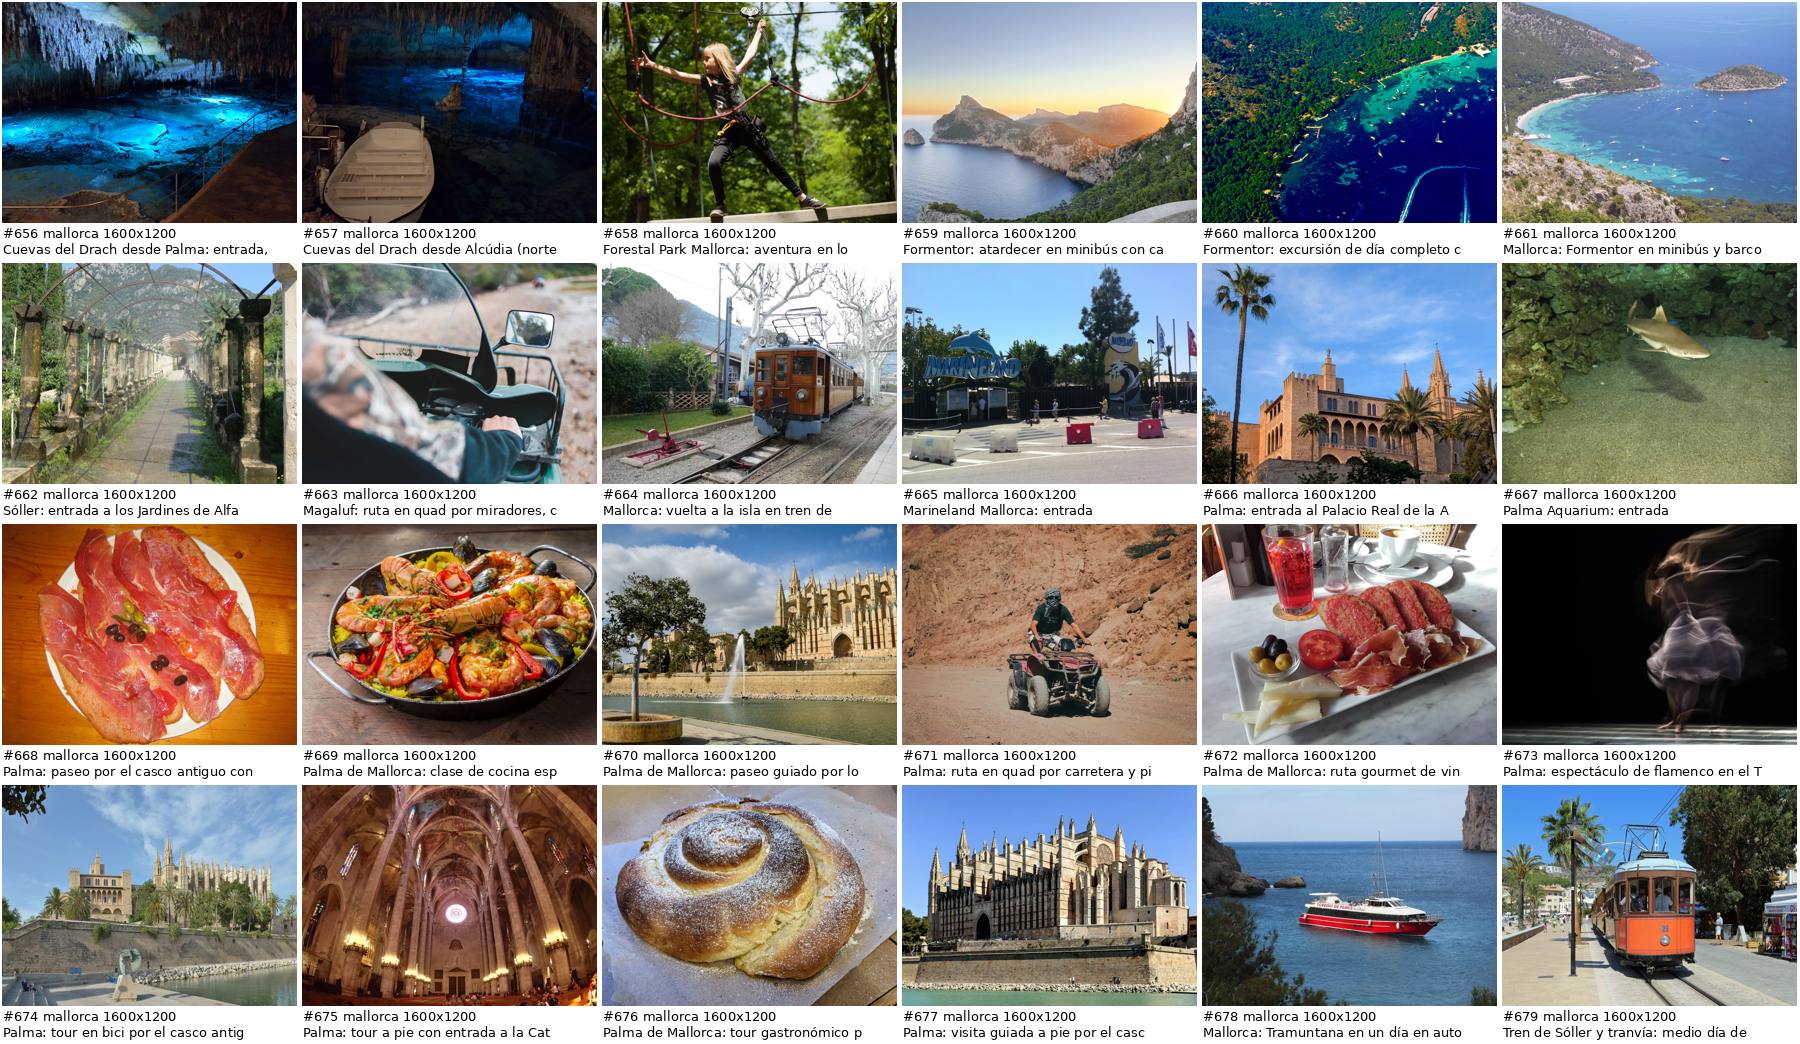 #656 mallorca 1600x1200
Cuevas del Drach desde Palma: entrada,
#657 mallorca 1600x1200
Cuevas del Drach desde Alcúdia (norte
#658 mallorca 1600x1200
Forestal Park Mallorca: aventura en lo
#659 mallorca 1600x1200
Formentor: atardecer en minibús con ca
#660 mallorca 1600x1200
Formentor: excursión de día completo c
#661 mallorca 1600x1200
Mallorca: Formentor en minibús y barco
MARINELAND
#662 mallorca 1600x1200
Sóller: entrada a los Jardines de Alfa
#663 mallorca 1600x1200
Magaluf: ruta en quad por miradores, c
#664 mallorca 1600x1200
Mallorca: vuelta a la isla en tren de
#665 mallorca 1600x1200
Marineland Mallorca: entrada
#666 mallorca 1600x1200
Palma: entrada al Palacio Real de la A
#667 mallorca 1600x1200
Palma Aquarium: entrada
#668 mallorca 1600x1200
Palma: paseo por el casco antiguo con
#669 mallorca 1600x1200
Palma de Mallorca: clase de cocina esp
#670 mallorca 1600x1200
Palma de Mallorca: paseo guiado por lo
#671 mallorca 1600x1200
Palma: ruta en quad por carretera y pi
#672 mallorca 1600x1200
Palma de Mallorca: ruta gourmet de vin
#673 mallorca 1600x1200
Palma: espectáculo de flamenco en el T
#674 mallorca 1600x1200
Palma: tour en bici por el casco antig
#675 mallorca 1600x1200
Palma: tour a pie con entrada a la Cat
#676 mallorca 1600x1200
Palma de Mallorca: tour gastronómico p
#677 mallorca 1600x1200
Palma: visita guiada a pie por el casc
#678 mallorca 1600x1200
Mallorca: Tramuntana en un día en auto
#679 mallorca 1600x1200
Tren de Sóller y tranvía: medio día de